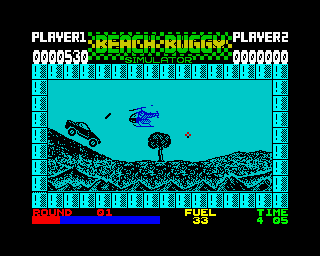 PLAYER1 BEACH BUGGY PLAYER2
0000530 SIMULATOR 0000000
ROUND 01 FUEL TIME
33 4 05